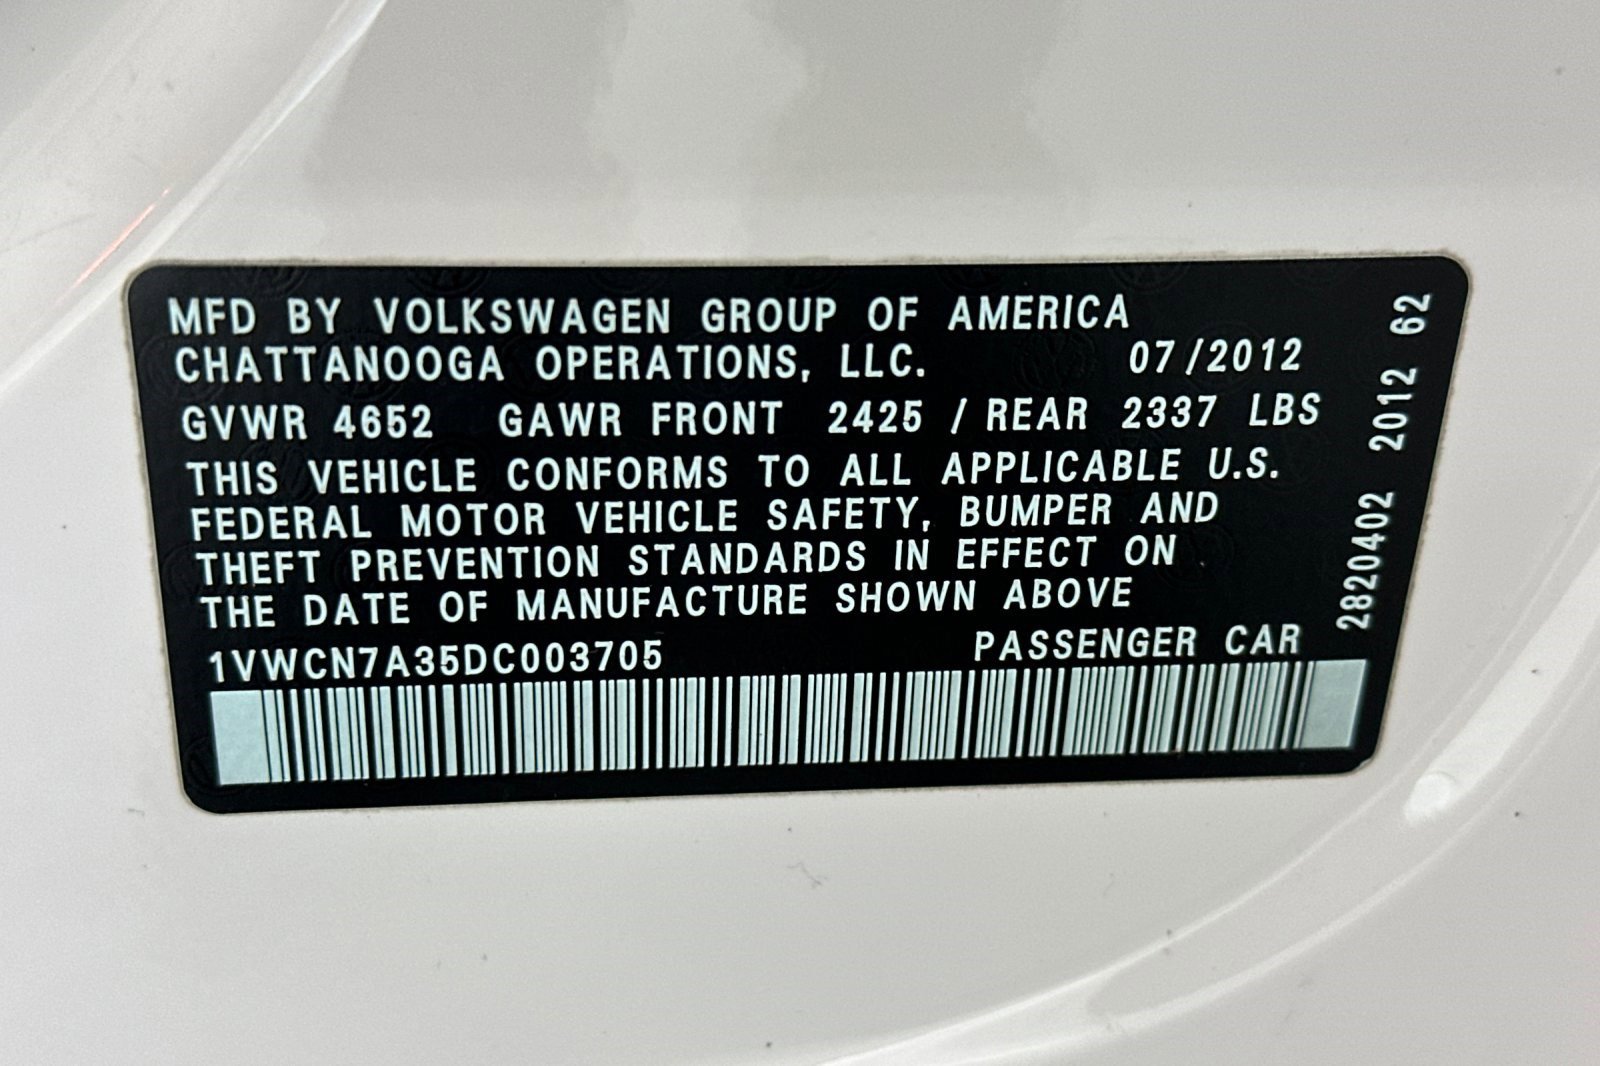 MFD BY VOLKSWAGEN GROUP OF AMERICA
CHATTANOOGA OPERATIONS, LLC. 07/2012
GVWR 4652 GAWR FRONT 2425 / REAR 2337 LBS
THIS VEHICLE CONFORMS TO ALL APPLICABLE U.S.
FEDERAL MOTOR VEHICLE SAFETY, BUMPER AND
THEFT PREVENTION STANDARDS IN EFFECT ON
THE DATE OF MANUFACTURE SHOWN ABOVE
1VWCN7A35DC003705 PASSENGER CAR
2820402 2012 62